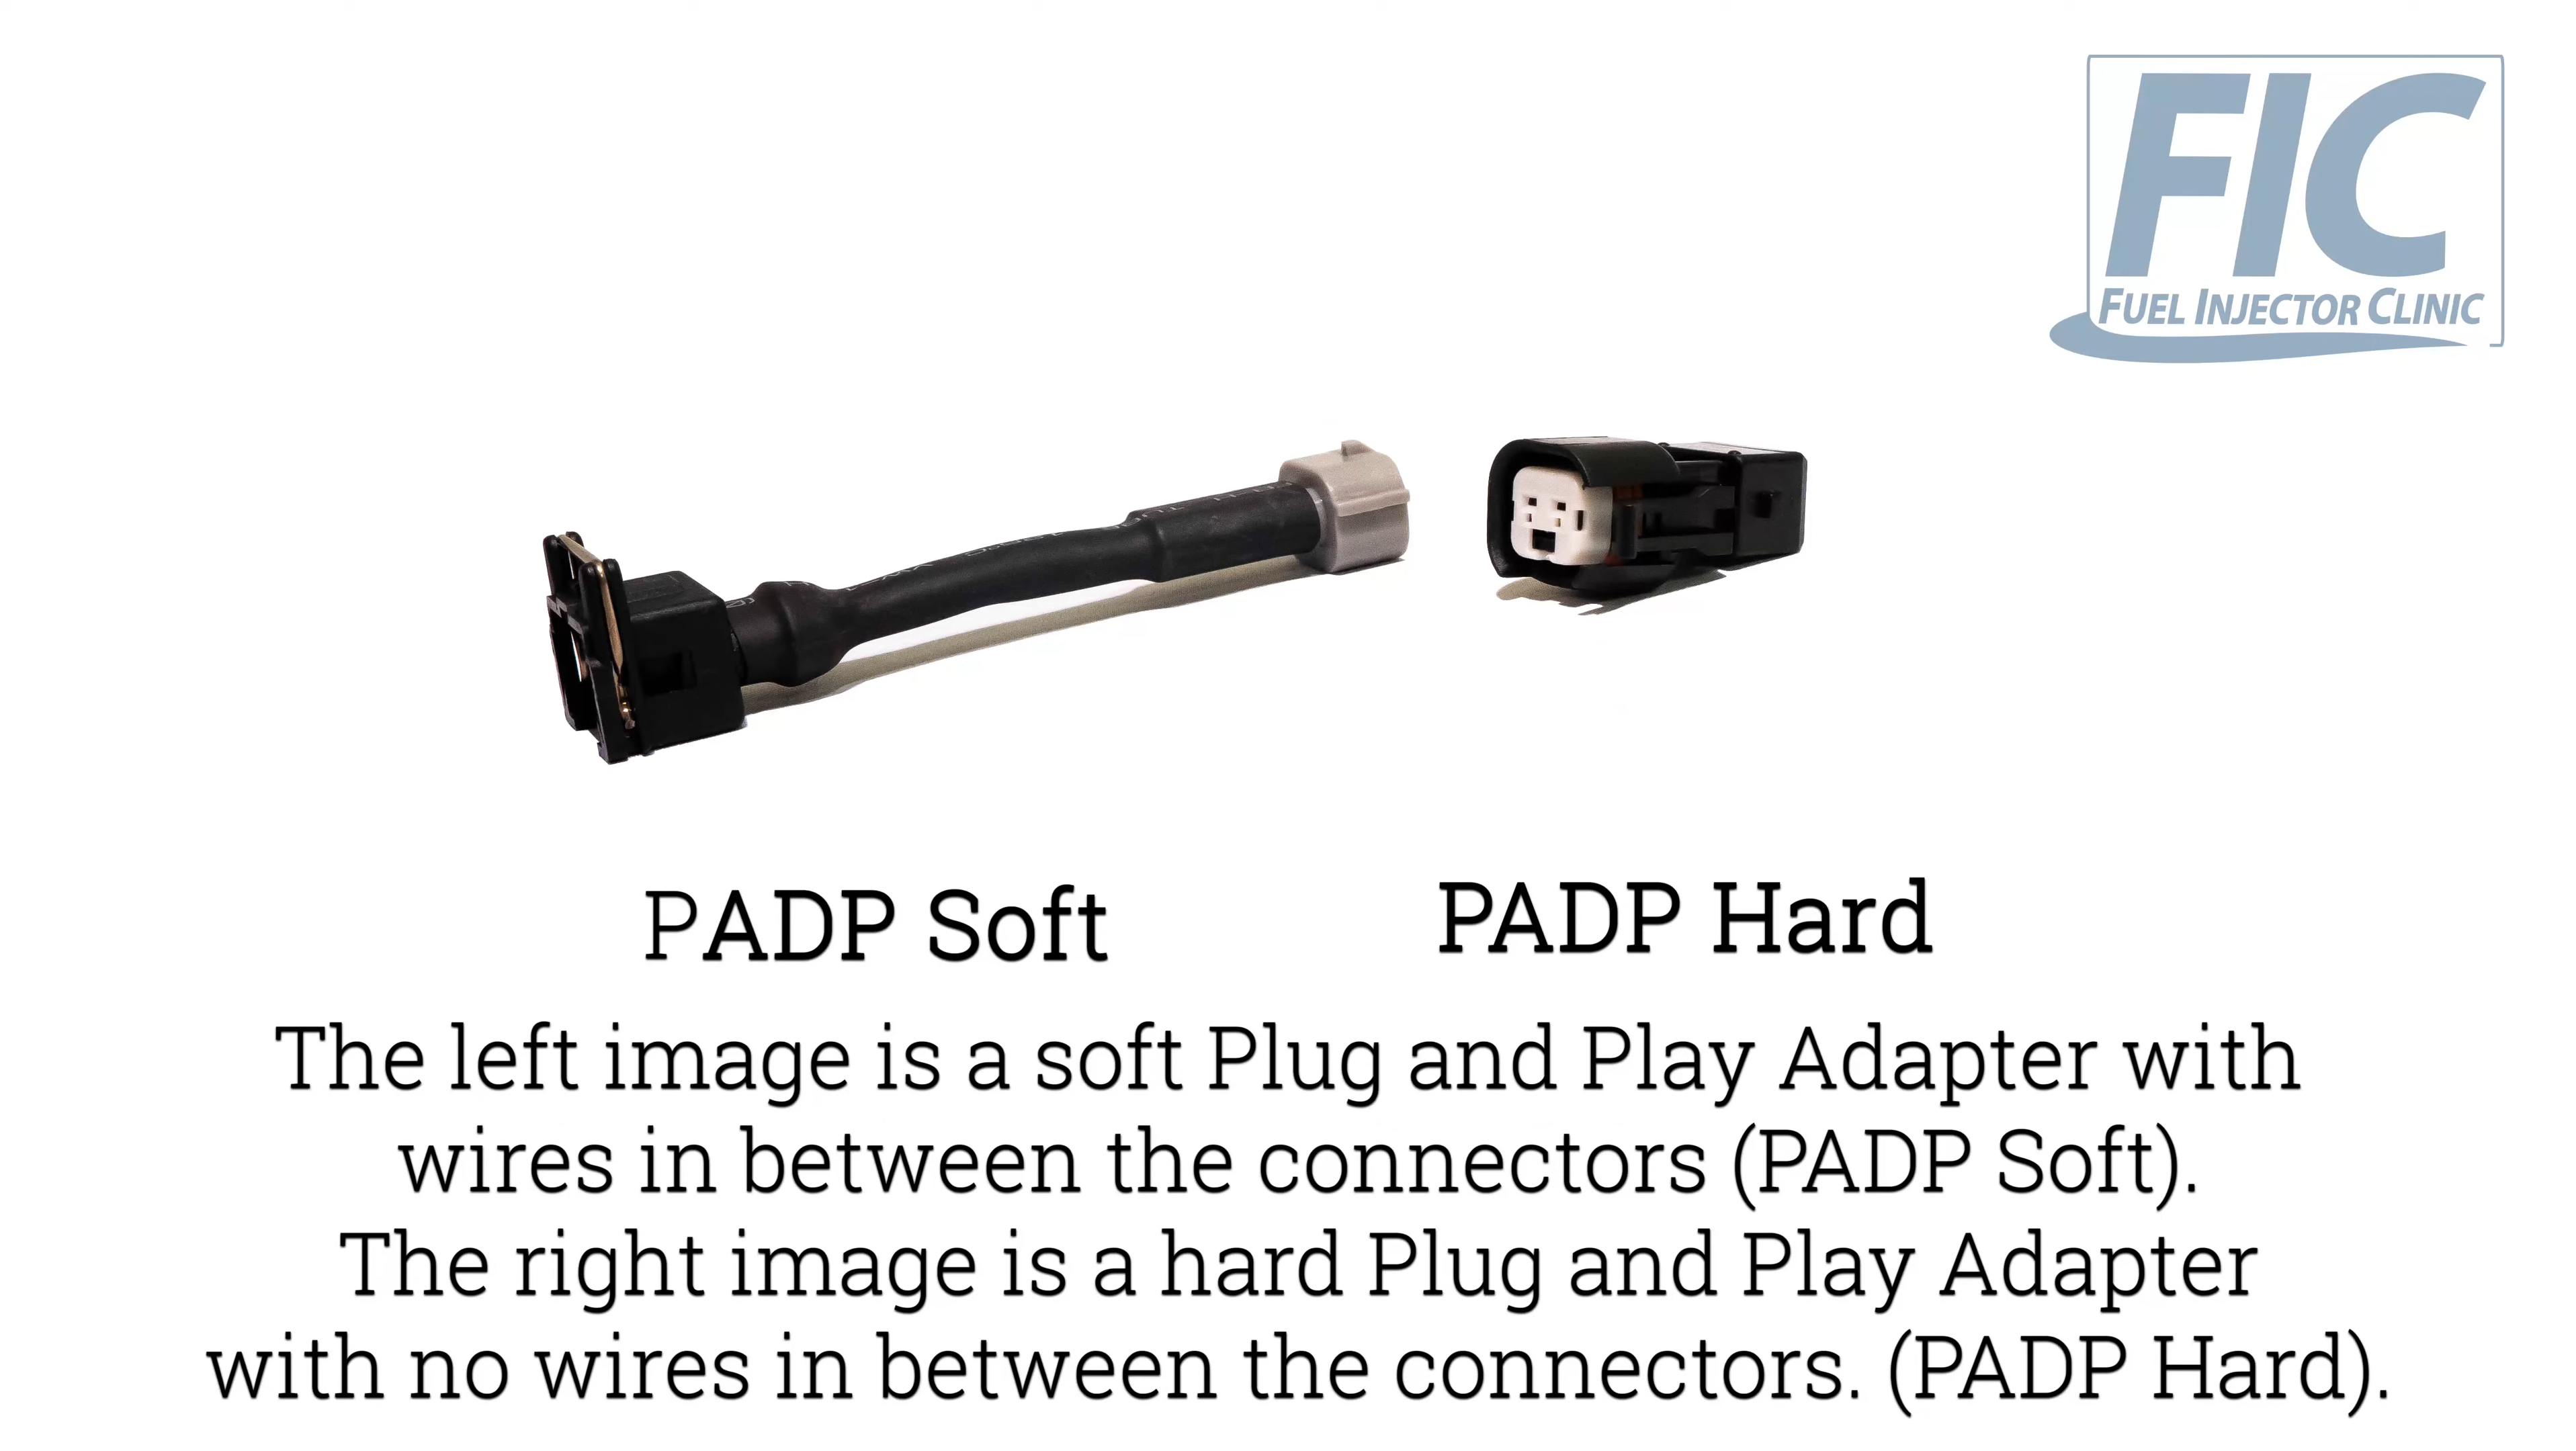 FIC
FUEL INJECTOR CLINIC
PADP Soft
PADP Hard
The left image is a soft Plug and Play Adapter with
wires in between the connectors (PADP Soft).
The right image is a hard Plug and Play Adapter
with no wires in between the connectors. (PADP Hard).